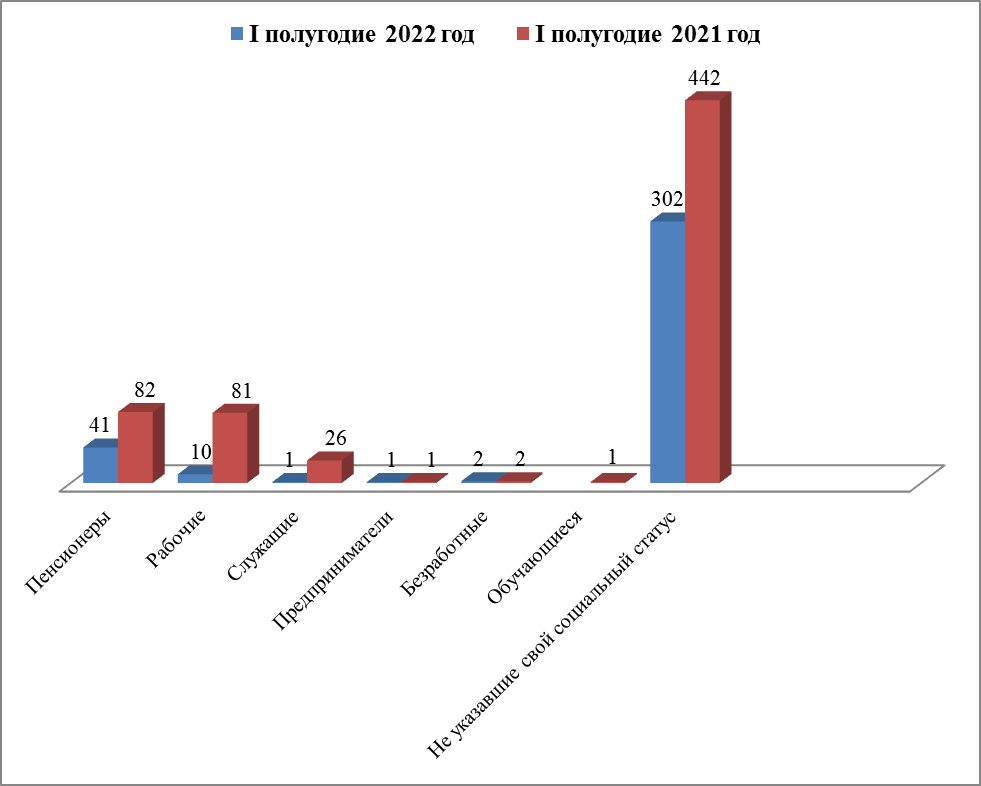 I полугодие 2022 год
I полугодие 2021 год
442
302
82
81
41
26
10
1
1
1
2
2
1
Пенсионеры
Рабочие
Служащие
Предприниматели
Безработные
Обучающиеся
Не указавшие свой социальный статус